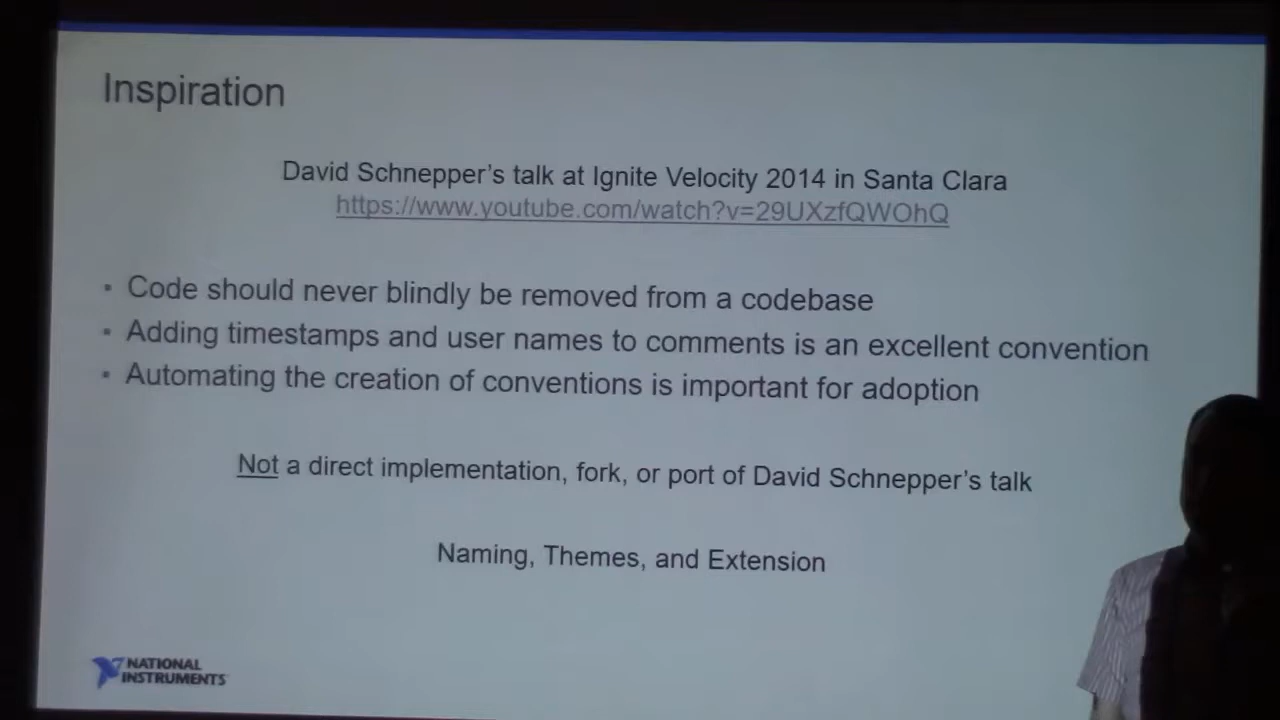 Inspiration
David Schnepper's talk at Ignite Velocity 2014 in Santa Clara
https://www.youtube.com/watch?v=29UXzfQWOhQ
• Code should never blindly be removed from a codebase
• Adding timestamps and user names to comments is an excellent convention
• Automating the creation of conventions is important for adoption
Not a direct implementation, fork, or port of David Schnepper's talk
Naming, Themes, and Extension
NATIONAL
INSTRUMENTS